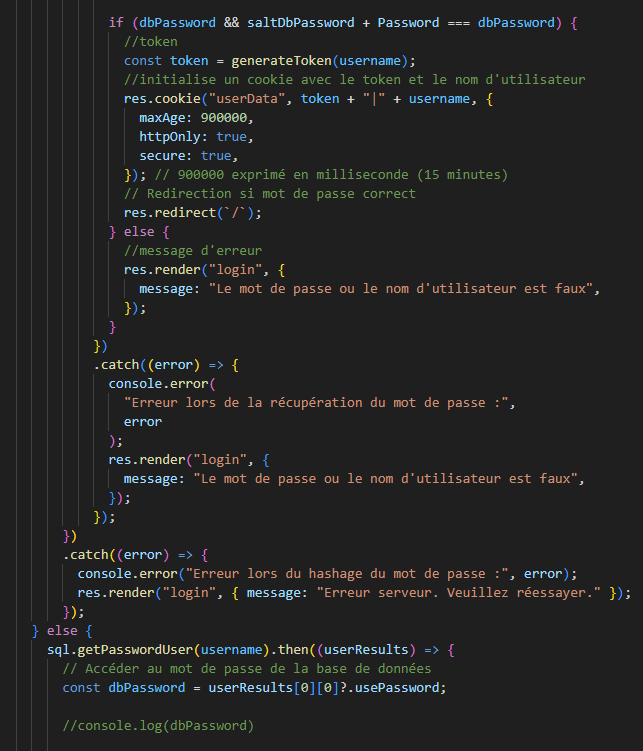 if (dbPassword && saltDbPassword + Password === dbPassword) {
//token
const token = generateToken(username);
//initialise un cookie avec le token et le nom d'utilisateur
res.cookie("userData", token + "|" + username, {
maxAge: 900000,
httpOnly: true,
secure: true,
}); // 900000 exprimé en milliseconde (15 minutes)
// Redirection si mot de passe correct
res.redirect(`/`);
} else {
//message d'erreur
res.render("login", {
message: "Le mot de passe ou le nom d'utilisateur est faux",
});
}
})
.catch((error) => {
console.error(
"Erreur lors de la récupération du mot de passe :",
error
);
res.render("login", {
message: "Le mot de passe ou le nom d'utilisateur est faux",
});
});
})
.catch((error) => {
console.error("Erreur lors du hashage du mot de passe :", error);
res.render("login", { message: "Erreur serveur. Veuillez réessayer." });
});
} else {
sql.getPasswordUser(username).then((userResults) => {
// Accéder au mot de passe de la base de données
const dbPassword = userResults[0][0]?.usePassword;
//console.log(dbPassword)